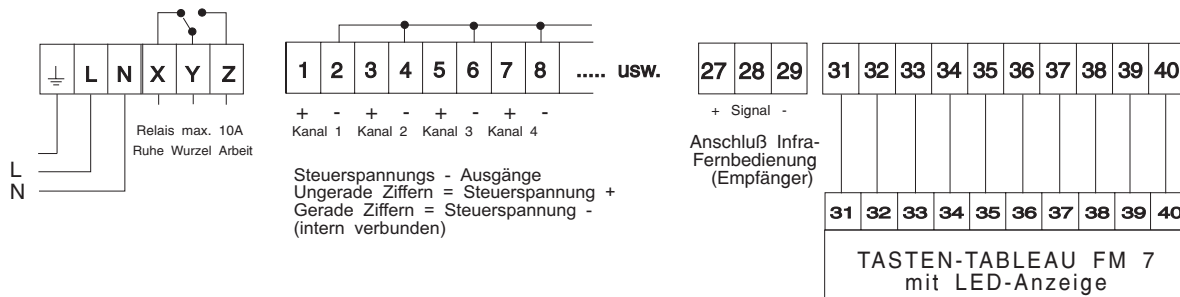 L N X Y Z
Relais max. 10A
Ruhe Wurzel Arbeit
L
N
1 2 3 4 5 6 7 8 ..... usw.
+ - + - + - + -
Kanal 1 Kanal 2 Kanal 3 Kanal 4
Steuerspannungs - Ausgänge
Ungerade Ziffern = Steuerspannung +
Gerade Ziffern = Steuerspannung -
(intern verbunden)
27 28 29
+ Signal -
Anschluß Infra-
Fernbedienung
(Empfänger)
31 32 33 34 35 36 37 38 39 40
31 32 33 34 35 36 37 38 39 40
TASTEN-TABLEAU FM 7
mit LED-Anzeige